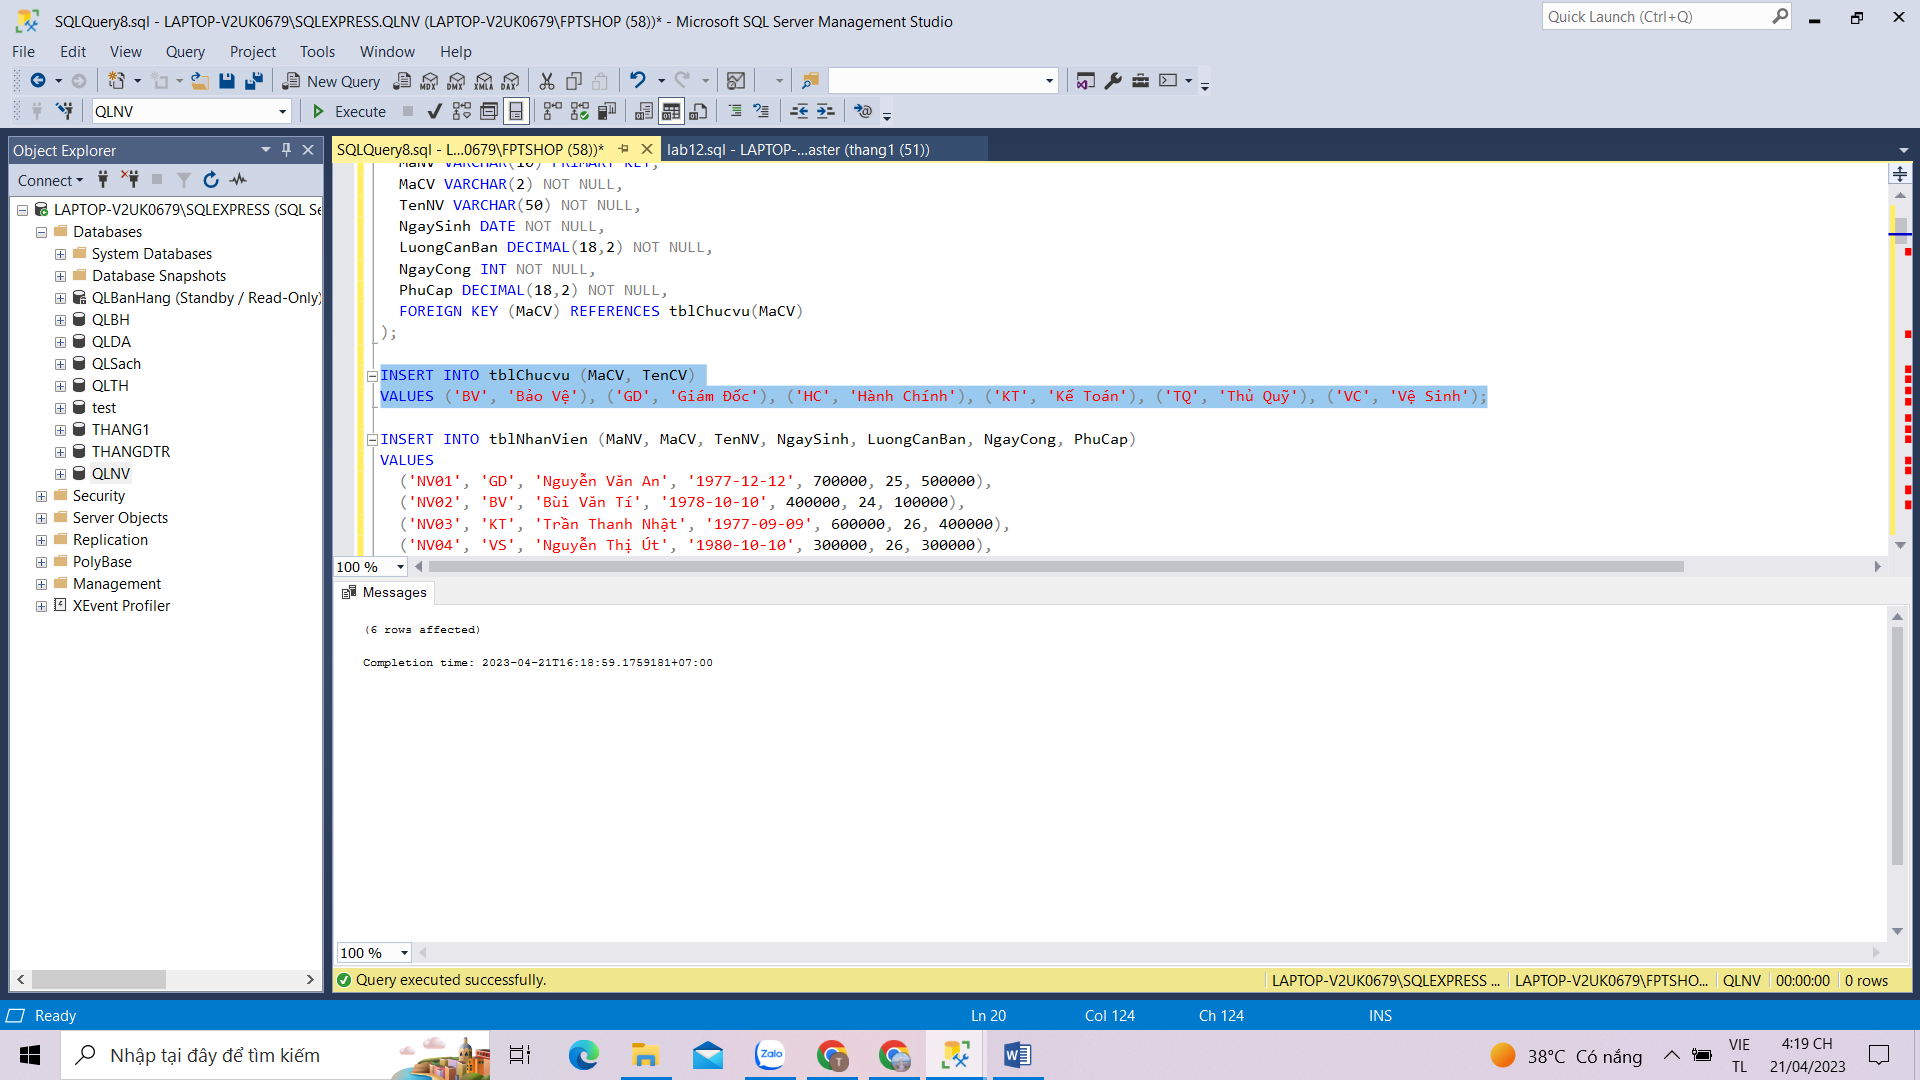 SQLQuery8.sql - LAPTOP-V2UK0679\SQLEXPRESS.QLNV (LAPTOP-V2UK0679\FPTSHOP (58))* - Microsoft SQL Server Management Studio
Quick Launch (Ctrl+Q)
File Edit View Query Project Tools Window Help
New Query
MDX DMX XMLA DAX
QLNV
Execute
Object Explorer
SQLQuery8.sql - L...0679\FPTSHOP (58))*
lab12.sql - LAPTOP-...aster (thang1 (51))
Connect
LAPTOP-V2UK0679\SQLEXPRESS (SQL Se
Databases
System Databases
Database Snapshots
QLBanHang (Standby / Read-Only)
QLBH
QLDA
QLSach
QLTH
test
THANG1
THANGDTR
QLNV
Security
Server Objects
Replication
PolyBase
Management
XEvent Profiler
MaNV VARCHAR(10) PRIMARY KEY,
MaCV VARCHAR(2) NOT NULL,
TenNV VARCHAR(50) NOT NULL,
NgaySinh DATE NOT NULL,
LuongCanBan DECIMAL(18,2) NOT NULL,
NgayCong INT NOT NULL,
PhuCap DECIMAL(18,2) NOT NULL,
FOREIGN KEY (MaCV) REFERENCES tblChucvu(MaCV)
);
INSERT INTO tblChucvu (MaCV, TenCV)
VALUES ('BV', 'Bảo Vệ'), ('GD', 'Giám Đốc'), ('HC', 'Hành Chính'), ('KT', 'Kế Toán'), ('TQ', 'Thủ Quỹ'), ('VC', 'Vệ Sinh');
INSERT INTO tblNhanVien (MaNV, MaCV, TenNV, NgaySinh, LuongCanBan, NgayCong, PhuCap)
VALUES
('NV01', 'GD', 'Nguyễn Văn An', '1977-12-12', 700000, 25, 500000),
('NV02', 'BV', 'Bùi Văn Tí', '1978-10-10', 400000, 24, 100000),
('NV03', 'KT', 'Trần Thanh Nhật', '1977-09-09', 600000, 26, 400000),
('NV04', 'VS', 'Nguyễn Thị Út', '1980-10-10', 300000, 26, 300000),
100 %
Messages
(6 rows affected)
Completion time: 2023-04-21T16:18:59.1759181+07:00
100 %
Query executed successfully.
LAPTOP-V2UK0679\SQLEXPRESS ... LAPTOP-V2UK0679\FPTSHO... QLNV 00:00:00 0 rows
Ready
Ln 20 Col 124 Ch 124 INS
Nhập tại đây để tìm kiếm
Zalo
T
38°C Có nắng
VIE
TL
4:19 CH
21/04/2023